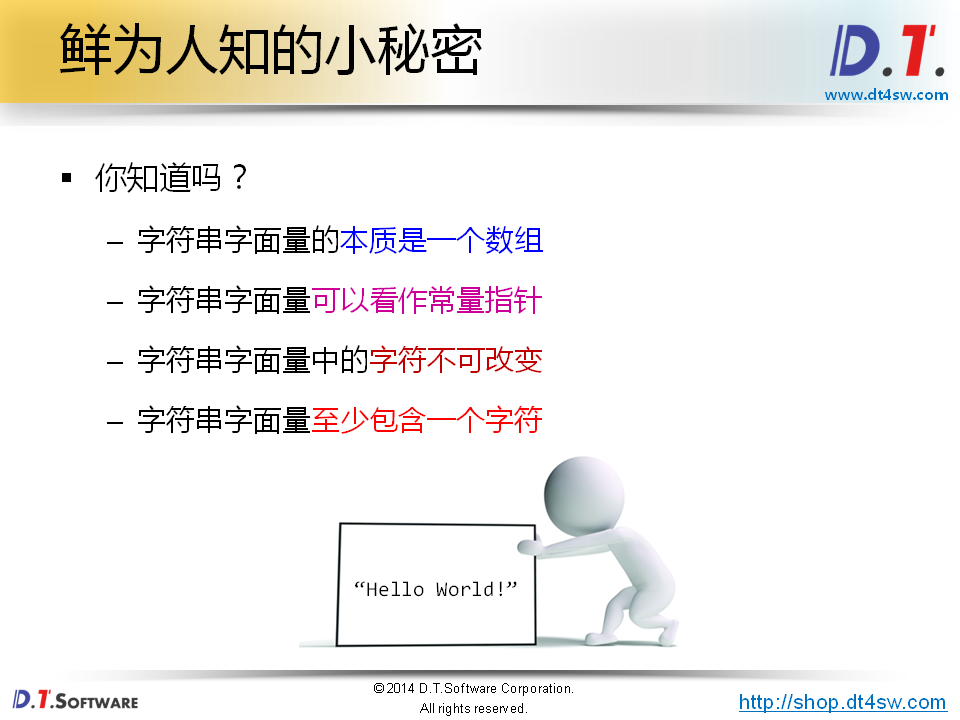 鲜为人知的小秘密
D.T.
www.dt4sw.com
▪ 你知道吗？
– 字符串字面量的本质是一个数组
– 字符串字面量可以看作常量指针
– 字符串字面量中的字符不可改变
– 字符串字面量至少包含一个字符
“Hello World!”
D.T.SOFTWARE
©2014 D.T.Software Corporation.
All rights reserved.
http://shop.dt4sw.com